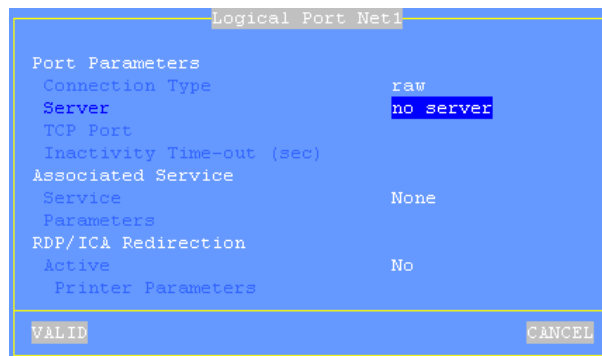 Logical Port Net1
Port Parameters
Connection Type raw
Server no server
TCP Port
Inactivity Time-out (sec)
Associated Service
Service None
Parameters
RDP/ICA Redirection
Active No
Printer Parameters
VALID CANCEL